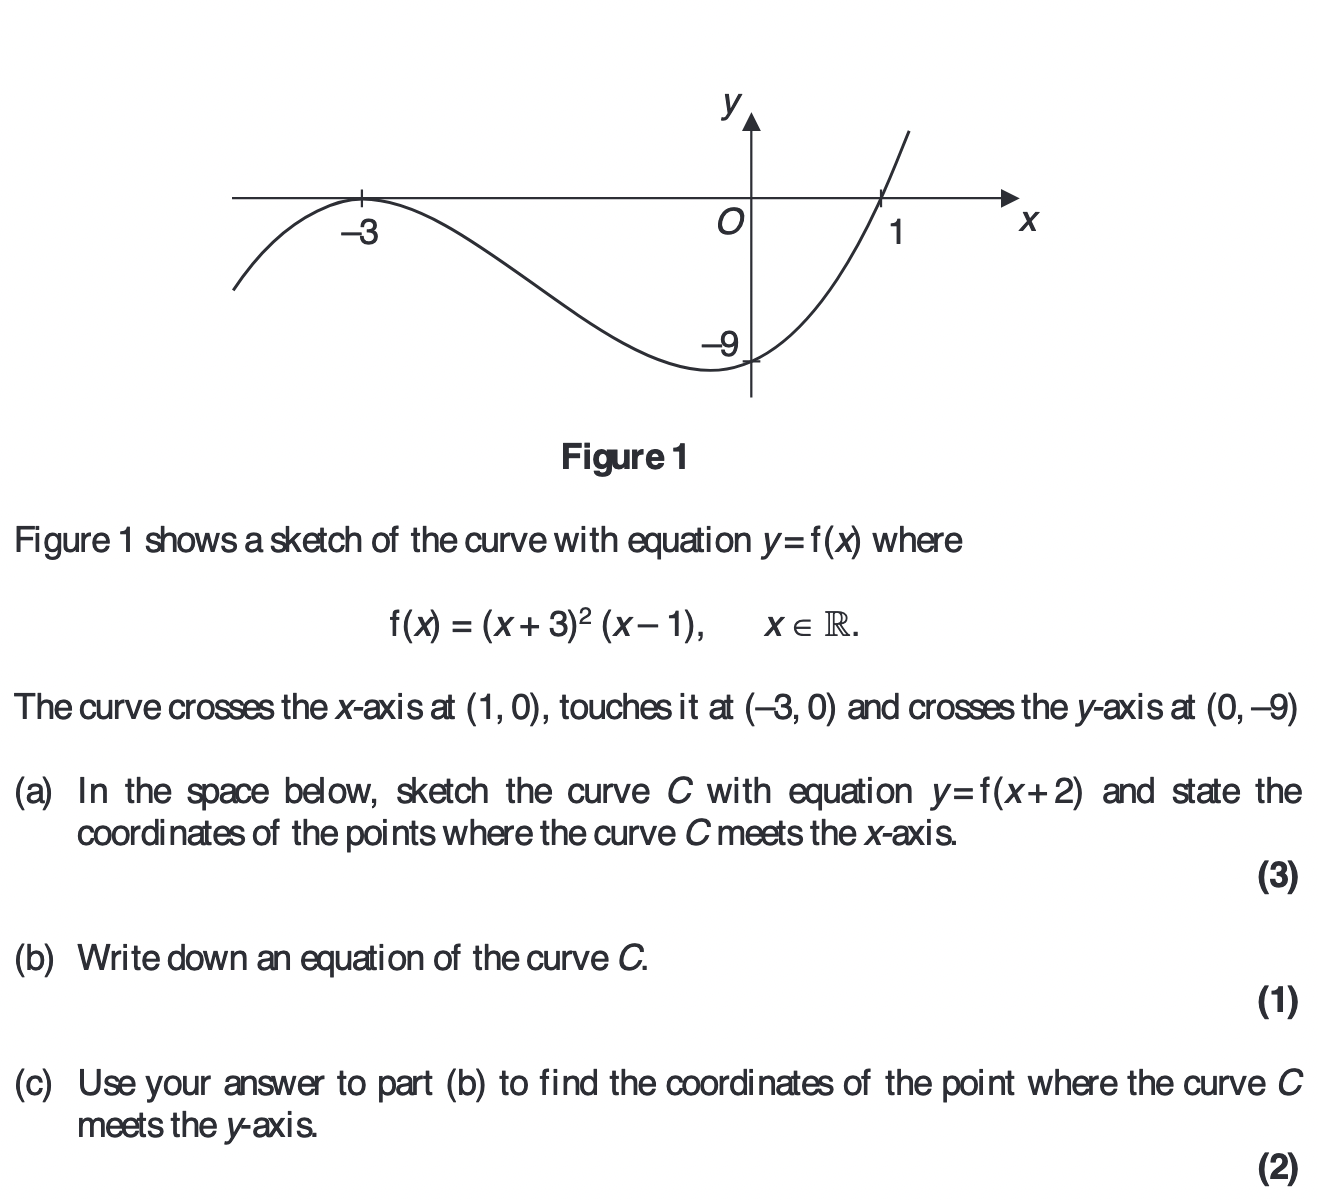 y
O
x
–3
1
–9
Figure 1
Figure 1 shows a sketch of the curve with equation y = f(x) where
f(x) = (x + 3)² (x – 1), x ∈ ℝ.
The curve crosses the x-axis at (1, 0), touches it at (–3, 0) and crosses the y-axis at (0, –9)
(a) In the space below, sketch the curve C with equation y = f(x + 2) and state the
coordinates of the points where the curve C meets the x-axis.
(3)
(b) Write down an equation of the curve C.
(1)
(c) Use your answer to part (b) to find the coordinates of the point where the curve C
meets the y-axis.
(2)